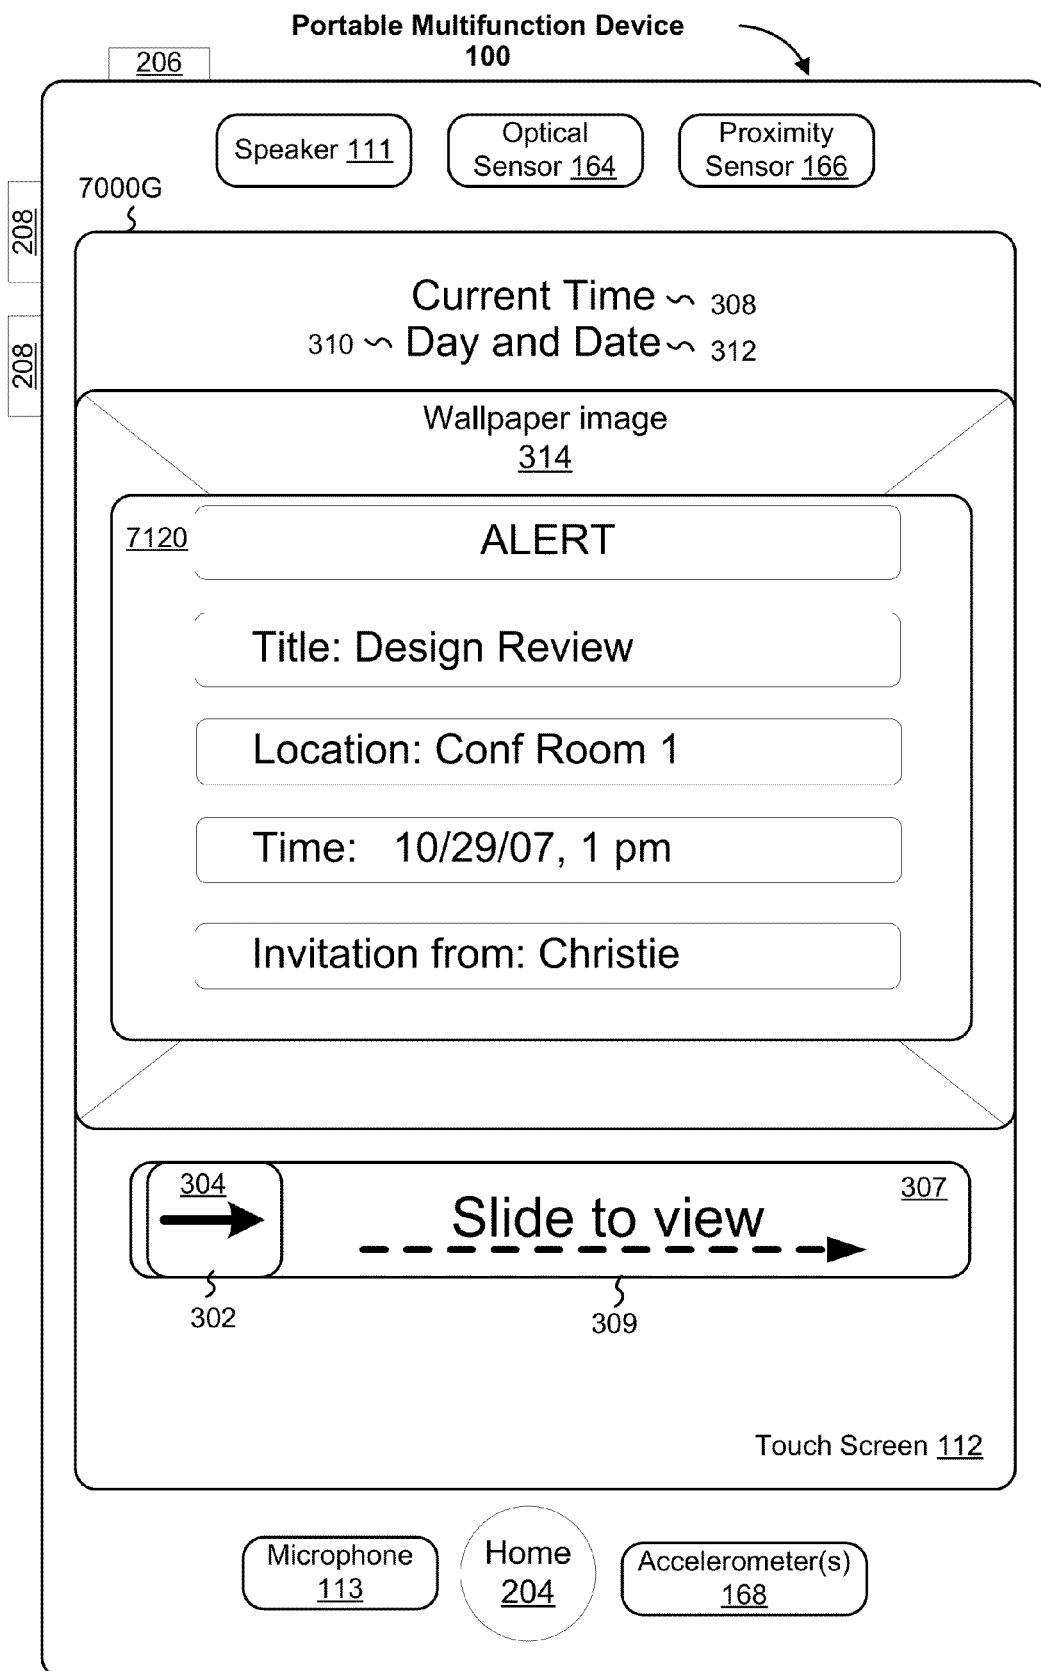 Portable Multifunction Device
100
206
Speaker 111
Optical
Sensor 164
Proximity
Sensor 166
7000G
208
208
Current Time 308
310 Day and Date 312
Wallpaper image
314
7120
ALERT
Title: Design Review
Location: Conf Room 1
Time: 10/29/07, 1 pm
Invitation from: Christie
304
Slide to view
307
302
309
Touch Screen 112
Microphone
113
Home
204
Accelerometer(s)
168